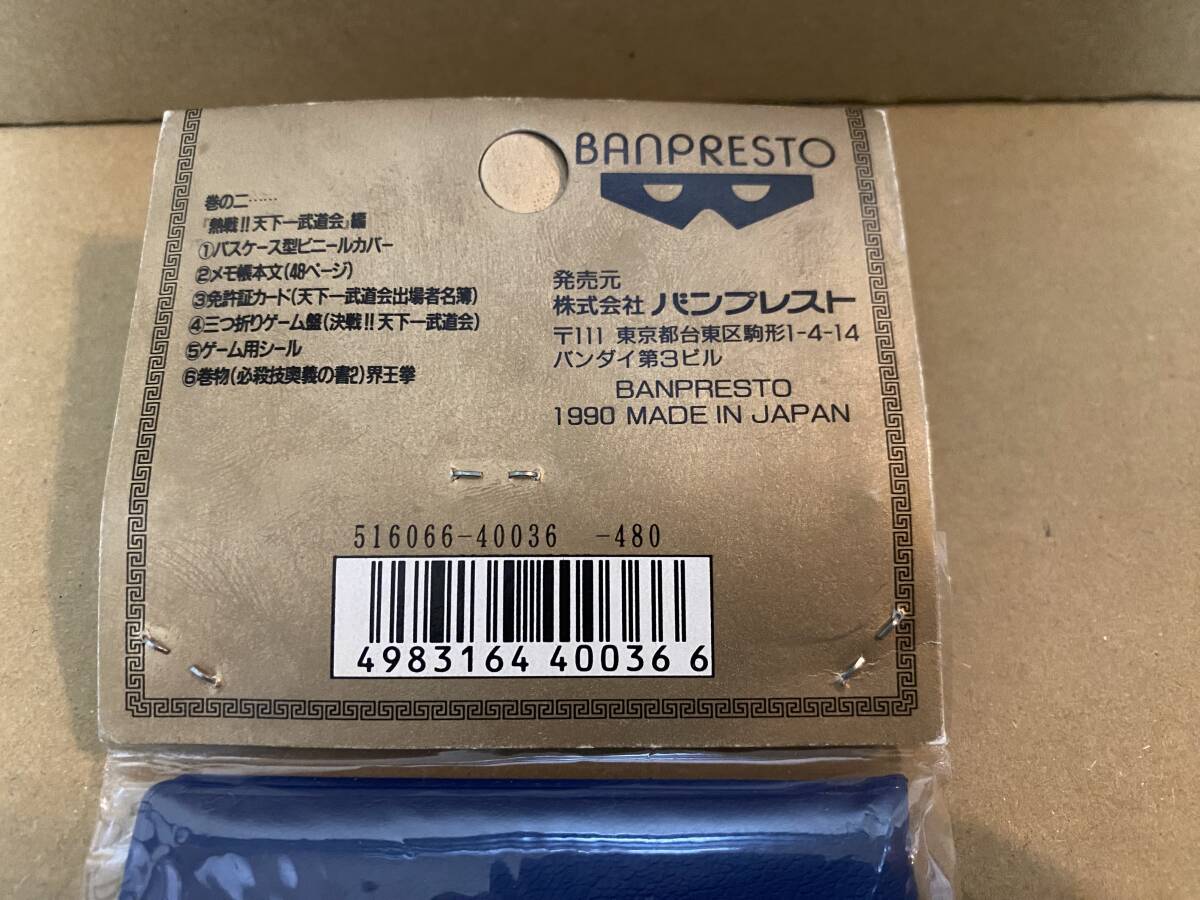 巻の二……
『熱戦!!天下一武道会』編
①パスケース型ビニールカバー
②メモ帳本文(48ページ)
③免許証カード(天下一武道会出場者名簿)
④三つ折りゲーム盤(決戦!!天下一武道会)
⑤ゲーム用シール
⑥巻物(必殺技奥義の書2)界王拳
BANPRESTO
発売元
株式会社 バンプレスト
〒111 東京都台東区駒形1-4-14
バンダイ第3ビル
BANPRESTO
1990 MADE IN JAPAN
516066-40036 -480
4983164 400366